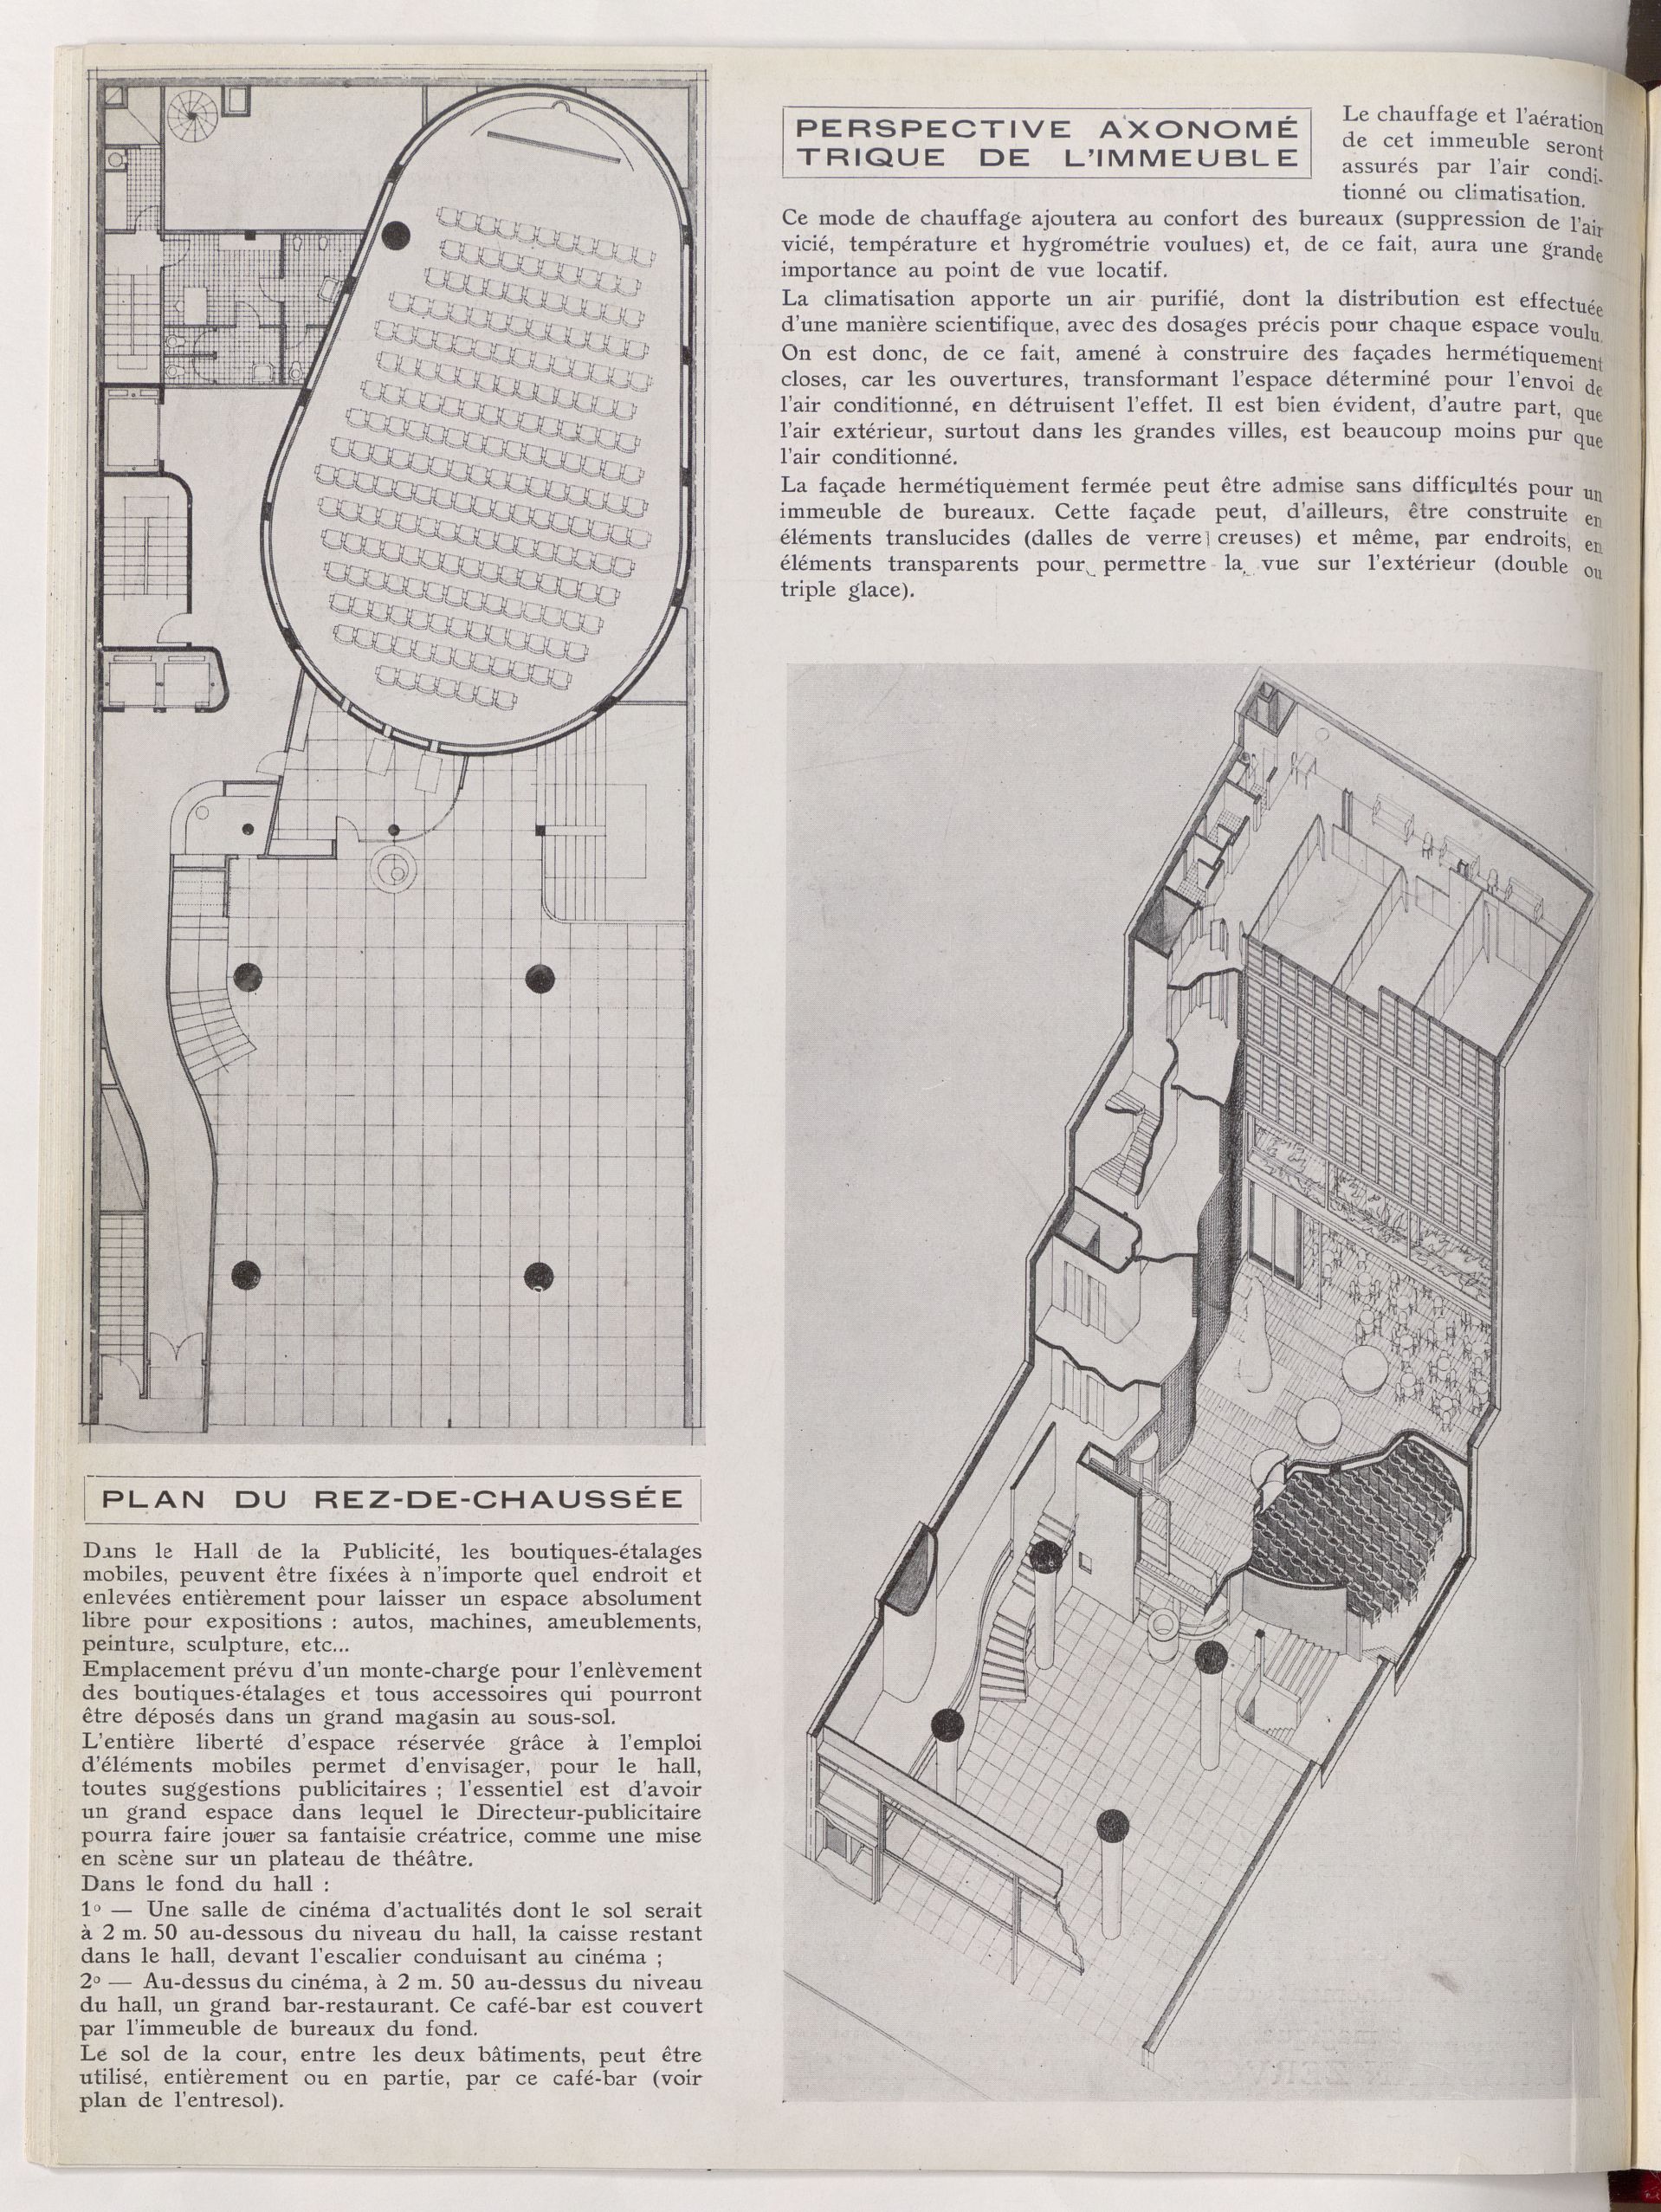 PERSPECTIVE AXONOMÉ
TRIQUE DE L'IMMEUBLE
Le chauffage et l'aération
de cet immeuble seront
assurés par l'air condi-
tionné ou climatisation.
Ce mode de chauffage ajoutera au confort des bureaux (suppression de l'air
vicié, température et hygrométrie voulues) et, de ce fait, aura une grande
importance au point de vue locatif.
La climatisation apporte un air purifié, dont la distribution est effectuée
d'une manière scientifique, avec des dosages précis pour chaque espace voulu.
On est donc, de ce fait, amené à construire des façades hermétiquement
closes, car les ouvertures, transformant l'espace déterminé pour l'envoi de
l'air conditionné, en détruisent l'effet. Il est bien évident, d'autre part, que
l'air extérieur, surtout dans les grandes villes, est beaucoup moins pur que
l'air conditionné.
La façade hermétiquement fermée peut être admise sans difficultés pour un
immeuble de bureaux. Cette façade peut, d'ailleurs, être construite en
éléments translucides (dalles de verre creuses) et même, par endroits, en
éléments transparents pour permettre la vue sur l'extérieur (double ou
triple glace).
PLAN DU REZ-DE-CHAUSSÉE
Dans le Hall de la Publicité, les boutiques-étalages
mobiles, peuvent être fixées à n'importe quel endroit et
enlevées entièrement pour laisser un espace absolument
libre pour expositions : autos, machines, ameublements,
peinture, sculpture, etc...
Emplacement prévu d'un monte-charge pour l'enlèvement
des boutiques-étalages et tous accessoires qui pourront
être déposés dans un grand magasin au sous-sol.
L'entière liberté d'espace réservée grâce à l'emploi
d'éléments mobiles permet d'envisager, pour le hall,
toutes suggestions publicitaires ; l'essentiel est d'avoir
un grand espace dans lequel le Directeur-publicitaire
pourra faire jouer sa fantaisie créatrice, comme une mise
en scène sur un plateau de théâtre.
Dans le fond du hall :
1º — Une salle de cinéma d'actualités dont le sol serait
à 2 m. 50 au-dessous du niveau du hall, la caisse restant
dans le hall, devant l'escalier conduisant au cinéma ;
2º — Au-dessus du cinéma, à 2 m. 50 au-dessus du niveau
du hall, un grand bar-restaurant. Ce café-bar est couvert
par l'immeuble de bureaux du fond.
Le sol de la cour, entre les deux bâtiments, peut être
utilisé, entièrement ou en partie, par ce café-bar (voir
plan de l'entresol).